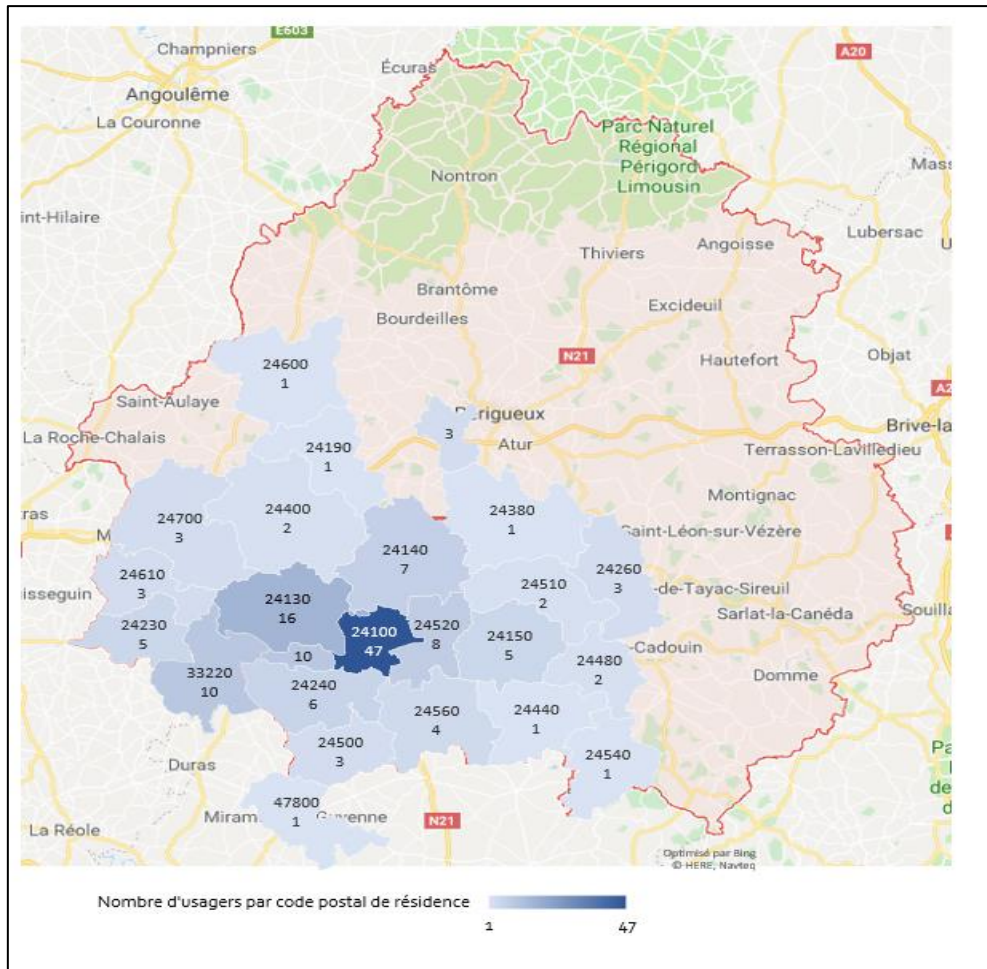 E603
Champniers
Écuras
A20
Angoulême
La Couronne
Parc Naturel
Régional
Périgord
Limousin
Mass
Nontron
int-Hilaire
Lubersac
Angoisse
Thiviers
Brantôme
Excideuil
Bourdeilles
N21
Hautefort
Objat
24600
1
Saint-Aulaye
Périgueux
3
Atur
La Roche-Chalais
Brive-la
24190
1
Terrasson-Lavilledieu
Montignac
24700
3
24400
2
24380
1
Saint-Léon-sur-Vézère
24140
7
24610
3
24510
2
24260
3
-de-Tayac-Sireuil
isseguin
24130
16
Sarlat-la-Canéda
Souilla
24230
5
24100
47
24520
8
24150
5
-Cadouin
10
24480
2
Domme
33220
10
24240
6
24560
4
24440
1
24500
3
24540
1
Duras
47800
1
Miram
Guyenne
N21
La Réole
Optimisé par Bing
© HERE, Navteq
Nombre d'usagers par code postal de résidence
1
47